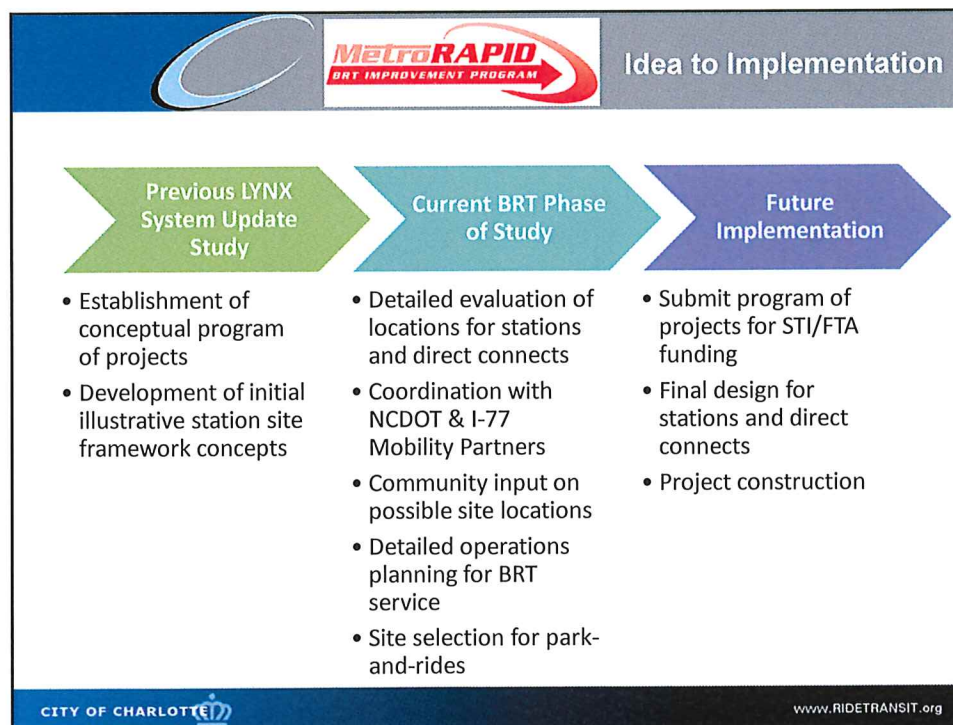 MetroRAPID
BRT IMPROVEMENT PROGRAM
Idea to Implementation
Previous LYNX
System Update
Study
• Establishment of
conceptual program
of projects
• Development of initial
illustrative station site
framework concepts
Current BRT Phase
of Study
• Detailed evaluation of
locations for stations
and direct connects
• Coordination with
NCDOT & I-77
Mobility Partners
• Community input on
possible site locations
• Detailed operations
planning for BRT
service
• Site selection for park-
and-rides
Future
Implementation
• Submit program of
projects for STI/FTA
funding
• Final design for
stations and direct
connects
• Project construction
CITY OF CHARLOTTE
www.RIDETRANSIT.org